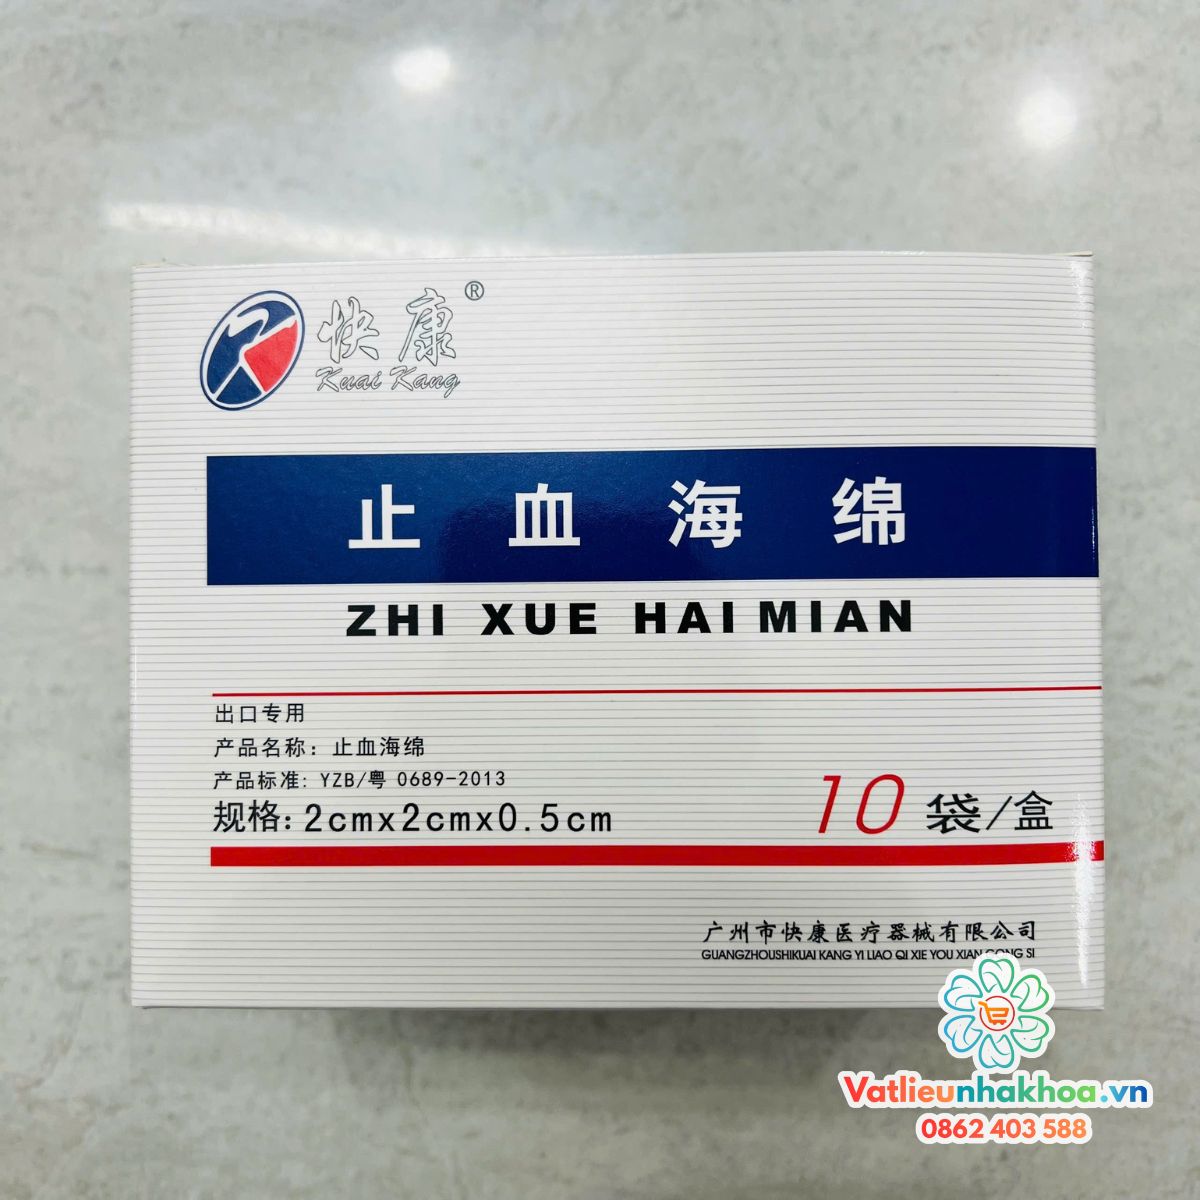 快康®
Kuai Kang
止血海绵
ZHI XUE HAI MIAN
出口专用
产品名称：止血海绵
产品标准: YZB/粤 0689-2013
规格: 2cmx2cmx0.5cm
10 袋/盒
广州市快康医疗器械有限公司
GUANGZHOUSHIKUAI KANG YI LIAO QI XIE YOU XIAN GONG SI
Vatlieunhakhoa.vn
0862 403 588